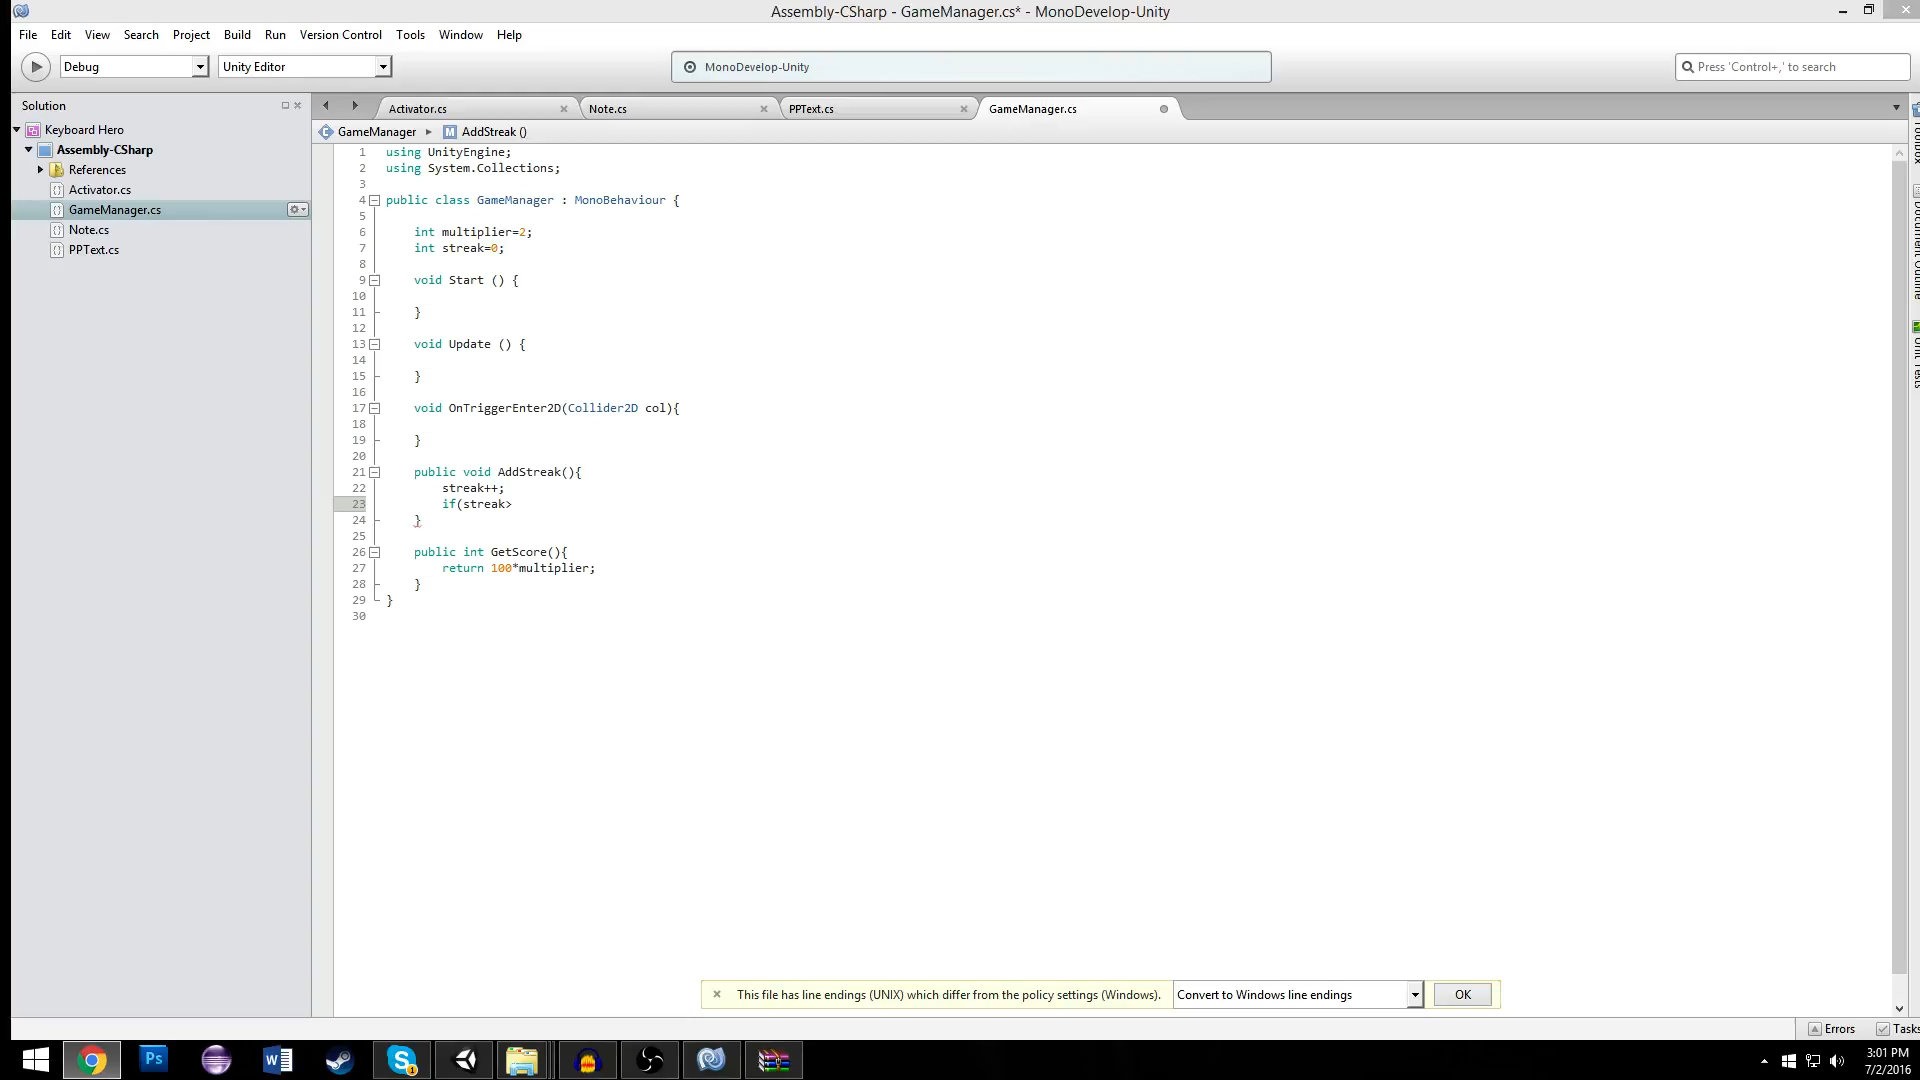 Assembly-CSharp - GameManager.cs* - MonoDevelop-Unity
File Edit View Search Project Build Run Version Control Tools Window Help
Debug Unity Editor MonoDevelop-Unity Press 'Control+,' to search
Solution
Activator.cs Note.cs PPText.cs GameManager.cs
Keyboard Hero
Assembly-CSharp
References
Activator.cs
GameManager.cs
Note.cs
PPText.cs
GameManager AddStreak ()
1 using UnityEngine;
2 using System.Collections;
3
4 public class GameManager : MonoBehaviour {
5
6 int multiplier=2;
7 int streak=0;
8
9 void Start () {
10
11 }
12
13 void Update () {
14
15 }
16
17 void OnTriggerEnter2D(Collider2D col){
18
19 }
20
21 public void AddStreak(){
22 streak++;
23 if(streak>
24 }
25
26 public int GetScore(){
27 return 100*multiplier;
28 }
29 }
30
Document Outline
Unit Tests
This file has line endings (UNIX) which differ from the policy settings (Windows). Convert to Windows line endings OK
Errors Tasks
Ps
3:01 PM
7/2/2016